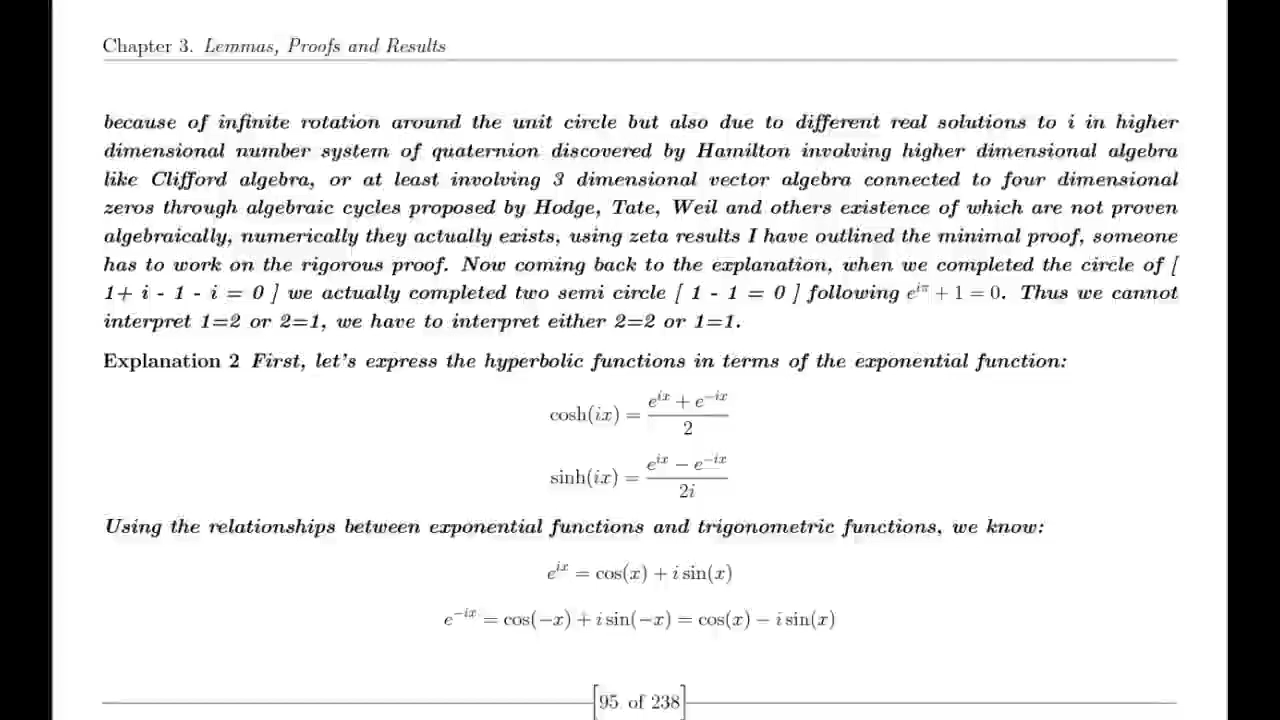 Chapter 3. Lemmas, Proofs and Results
because of infinite rotation around the unit circle but also due to different real solutions to i in higher
dimensional number system of quaternion discovered by Hamilton involving higher dimensional algebra
like Clifford algebra, or at least involving 3 dimensional vector algebra connected to four dimensional
zeros through algebraic cycles proposed by Hodge, Tate, Weil and others existence of which are not proven
algebraically, numerically they actually exists, using zeta results I have outlined the minimal proof, someone
has to work on the rigorous proof. Now coming back to the explanation, when we completed the circle of [
1+ i - 1 - i = 0 ] we actually completed two semi circle [ 1 - 1 = 0 ] following e^{iπ} + 1 = 0. Thus we cannot
interpret 1=2 or 2=1, we have to interpret either 2=2 or 1=1.
Explanation 2 First, let's express the hyperbolic functions in terms of the exponential function:
cosh(ix) = \frac{e^{ix} + e^{-ix}}{2}
sinh(ix) = \frac{e^{ix} - e^{-ix}}{2i}
Using the relationships between exponential functions and trigonometric functions, we know:
e^{ix} = cos(x) + i sin(x)
e^{-ix} = cos(−x) + i sin(−x) = cos(x) − i sin(x)
[95 of 238]